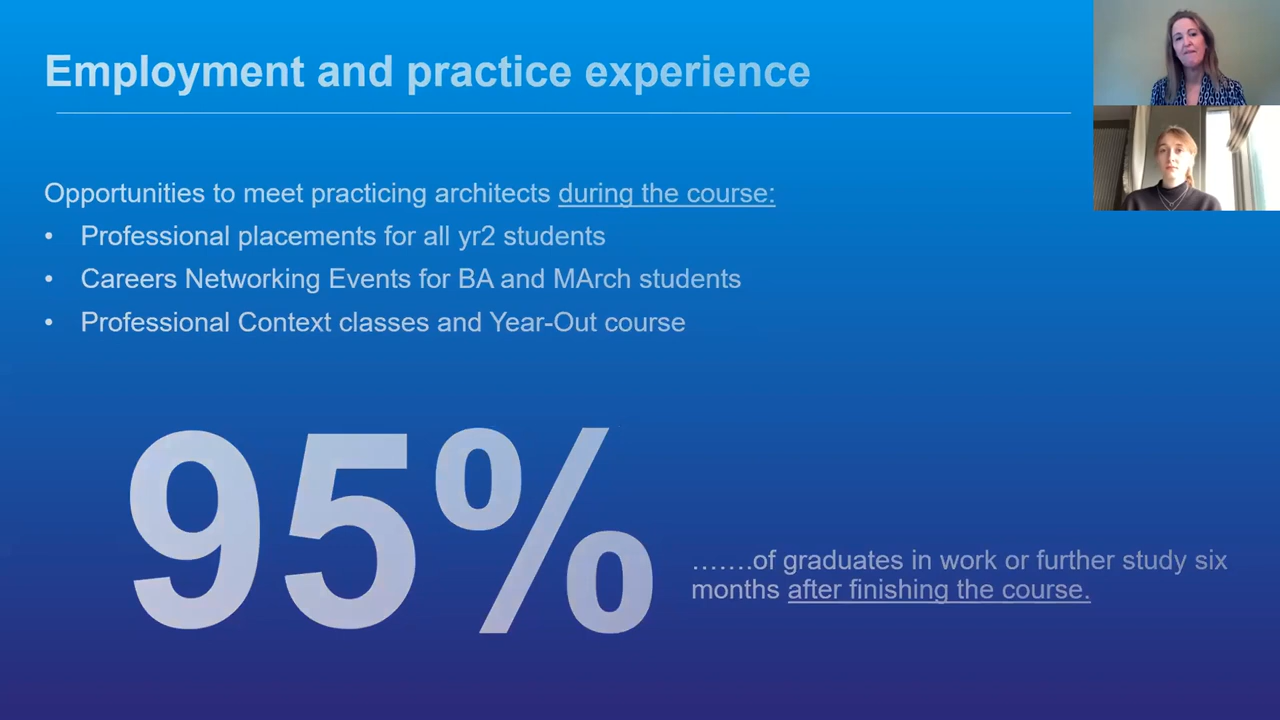 Employment and practice experience
Opportunities to meet practicing architects during the course:
• Professional placements for all yr2 students
• Careers Networking Events for BA and MArch students
• Professional Context classes and Year-Out course
95%
.......of graduates in work or further study six
months after finishing the course.